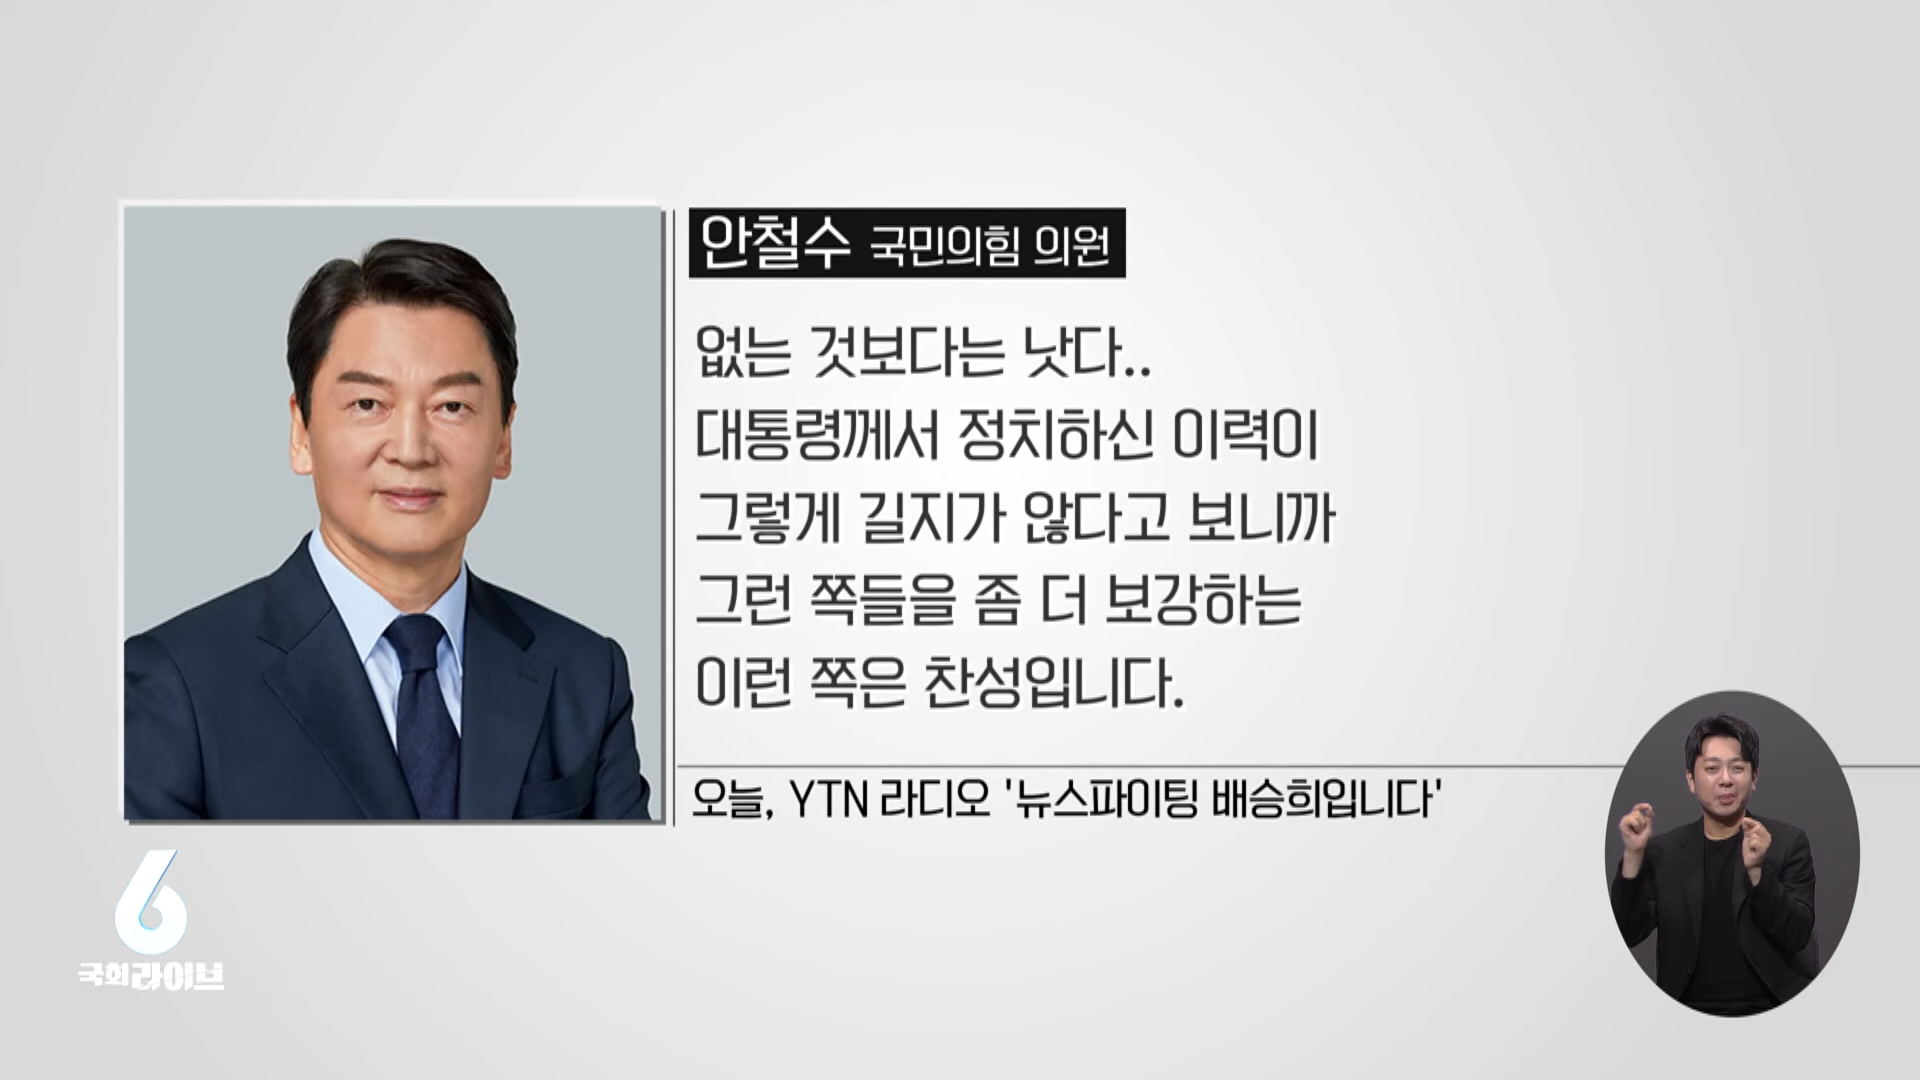 안철수 국민의힘 의원
없는 것보다는 낫다..
대통령께서 정치하신 이력이
그렇게 길지가 않다고 보니까
그런 쪽들을 좀 더 보강하는
이런 쪽은 찬성입니다.
오늘, YTN 라디오 '뉴스파이팅 배승희입니다'
6
국회라이브